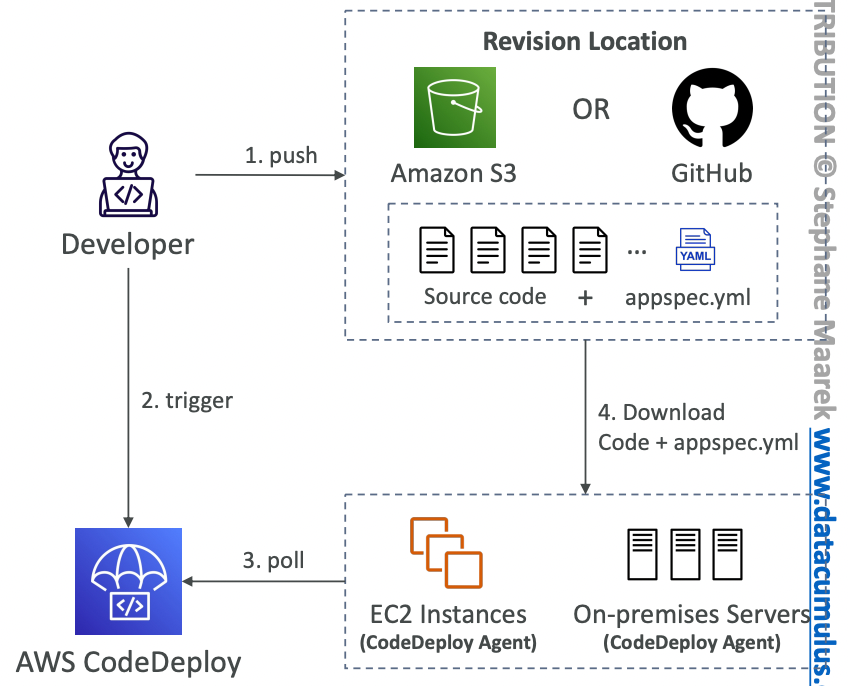 Revision Location
OR
Amazon S3
GitHub
1. push
Developer
YAML
Source code + appspec.yml
2. trigger
4. Download
Code + appspec.yml
3. poll
EC2 Instances
(CodeDeploy Agent)
On-premises Servers
(CodeDeploy Agent)
AWS CodeDeploy
TRIBUTION © Stephane Maarek
www.datacumulus.